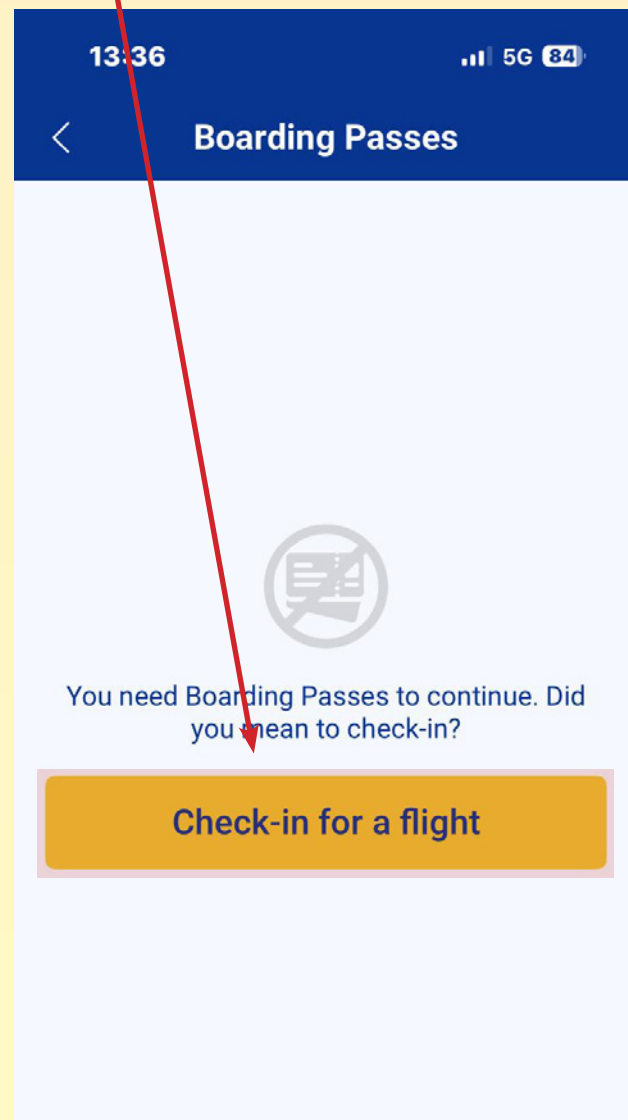 13:36 5G 84
Boarding Passes
You need Boarding Passes to continue. Did
you mean to check-in?
Check-in for a flight